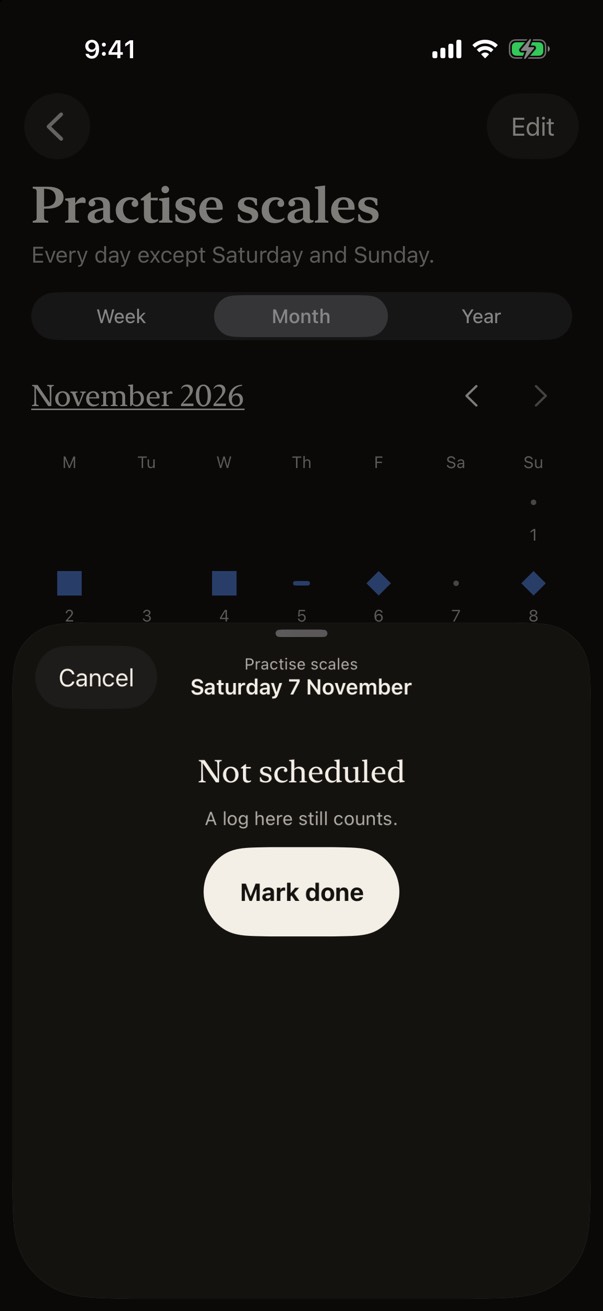 9:41
Edit
Practise scales
Every day except Saturday and Sunday.
Week Month Year
November 2026
M Tu W Th F Sa Su
1
2 3 4 5 6 7 8
Practise scales
Cancel
Saturday 7 November
Not scheduled
A log here still counts.
Mark done